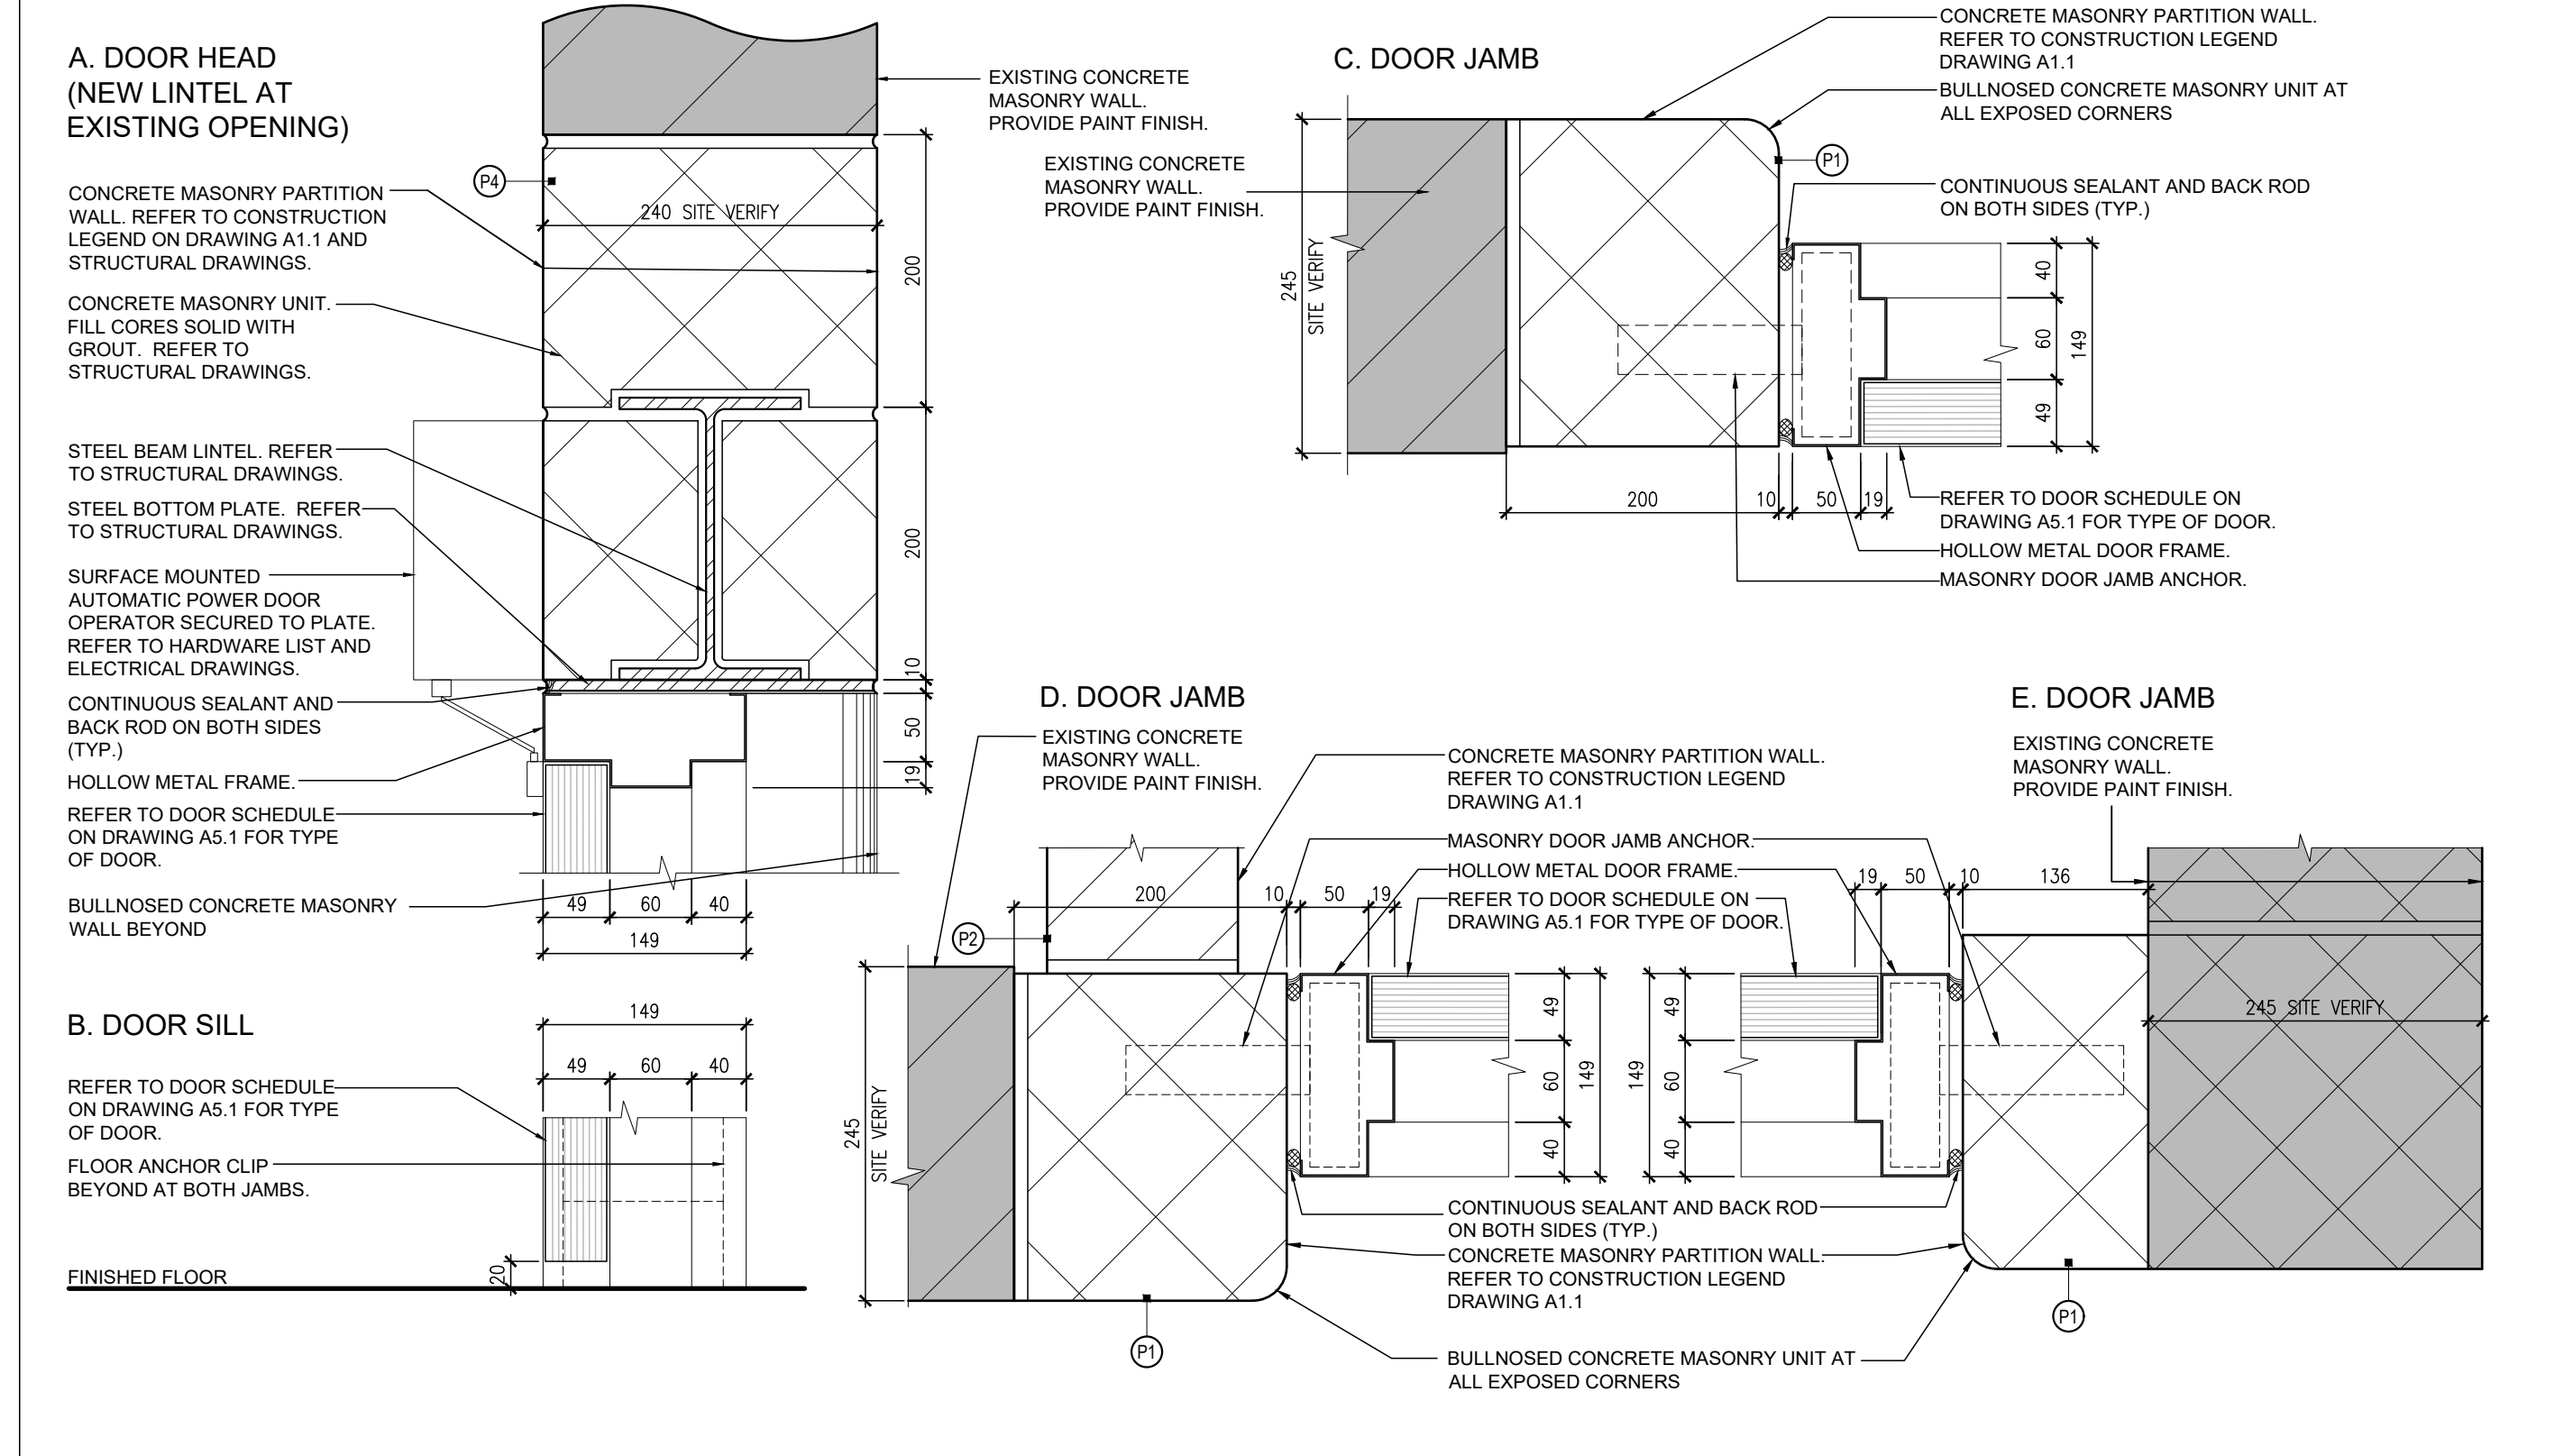 A. DOOR HEAD
(NEW LINTEL AT
EXISTING OPENING)
EXISTING CONCRETE
MASONRY WALL.
PROVIDE PAINT FINISH.
CONCRETE MASONRY PARTITION
WALL. REFER TO CONSTRUCTION
LEGEND ON DRAWING A1.1 AND
STRUCTURAL DRAWINGS.
CONCRETE MASONRY UNIT.
FILL CORES SOLID WITH
GROUT. REFER TO
STRUCTURAL DRAWINGS.
STEEL BEAM LINTEL. REFER
TO STRUCTURAL DRAWINGS.
STEEL BOTTOM PLATE. REFER
TO STRUCTURAL DRAWINGS.
SURFACE MOUNTED
AUTOMATIC POWER DOOR
OPERATOR SECURED TO PLATE.
REFER TO HARDWARE LIST AND
ELECTRICAL DRAWINGS.
CONTINUOUS SEALANT AND
BACK ROD ON BOTH SIDES
(TYP.)
HOLLOW METAL FRAME.
REFER TO DOOR SCHEDULE
ON DRAWING A5.1 FOR TYPE
OF DOOR.
BULLNOSED CONCRETE MASONRY
WALL BEYOND
P4
240 SITE VERIFY
200
200
10
50
19
49 60 40
149
B. DOOR SILL
REFER TO DOOR SCHEDULE
ON DRAWING A5.1 FOR TYPE
OF DOOR.
FLOOR ANCHOR CLIP
BEYOND AT BOTH JAMBS.
FINISHED FLOOR
149
49 60 40
20
C. DOOR JAMB
CONCRETE MASONRY PARTITION WALL.
REFER TO CONSTRUCTION LEGEND
DRAWING A1.1
BULLNOSED CONCRETE MASONRY UNIT AT
ALL EXPOSED CORNERS
EXISTING CONCRETE
MASONRY WALL.
PROVIDE PAINT FINISH.
P1
CONTINUOUS SEALANT AND BACK ROD
ON BOTH SIDES (TYP.)
245
SITE VERIFY
40
60
49
149
200 10 50 19
REFER TO DOOR SCHEDULE ON
DRAWING A5.1 FOR TYPE OF DOOR.
HOLLOW METAL DOOR FRAME.
MASONRY DOOR JAMB ANCHOR.
D. DOOR JAMB
EXISTING CONCRETE
MASONRY WALL.
PROVIDE PAINT FINISH.
CONCRETE MASONRY PARTITION WALL.
REFER TO CONSTRUCTION LEGEND
DRAWING A1.1
MASONRY DOOR JAMB ANCHOR.
HOLLOW METAL DOOR FRAME.
REFER TO DOOR SCHEDULE ON
DRAWING A5.1 FOR TYPE OF DOOR.
200 10 50 19
P2
245
SITE VERIFY
49
60
40
149
P1
CONTINUOUS SEALANT AND BACK ROD
ON BOTH SIDES (TYP.)
CONCRETE MASONRY PARTITION WALL.
REFER TO CONSTRUCTION LEGEND
DRAWING A1.1
BULLNOSED CONCRETE MASONRY UNIT AT
ALL EXPOSED CORNERS
E. DOOR JAMB
EXISTING CONCRETE
MASONRY WALL.
PROVIDE PAINT FINISH.
19 50 10 136
149
49
60
40
245 SITE VERIFY
P1